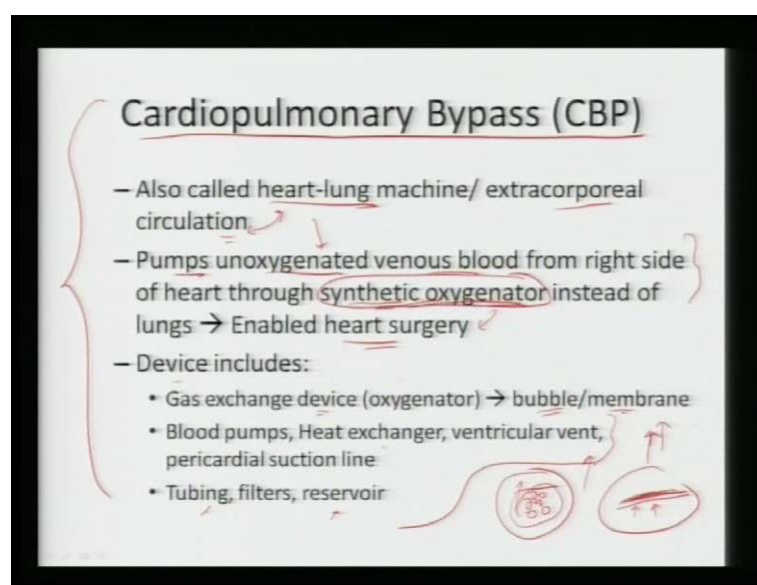 Cardiopulmonary Bypass (CBP)
– Also called heart-lung machine/ extracorporeal
circulation
– Pumps unoxygenated venous blood from right side
of heart through synthetic oxygenator instead of
lungs → Enabled heart surgery
– Device includes:
• Gas exchange device (oxygenator) → bubble/membrane
• Blood pumps, Heat exchanger, ventricular vent,
pericardial suction line
• Tubing, filters, reservoir